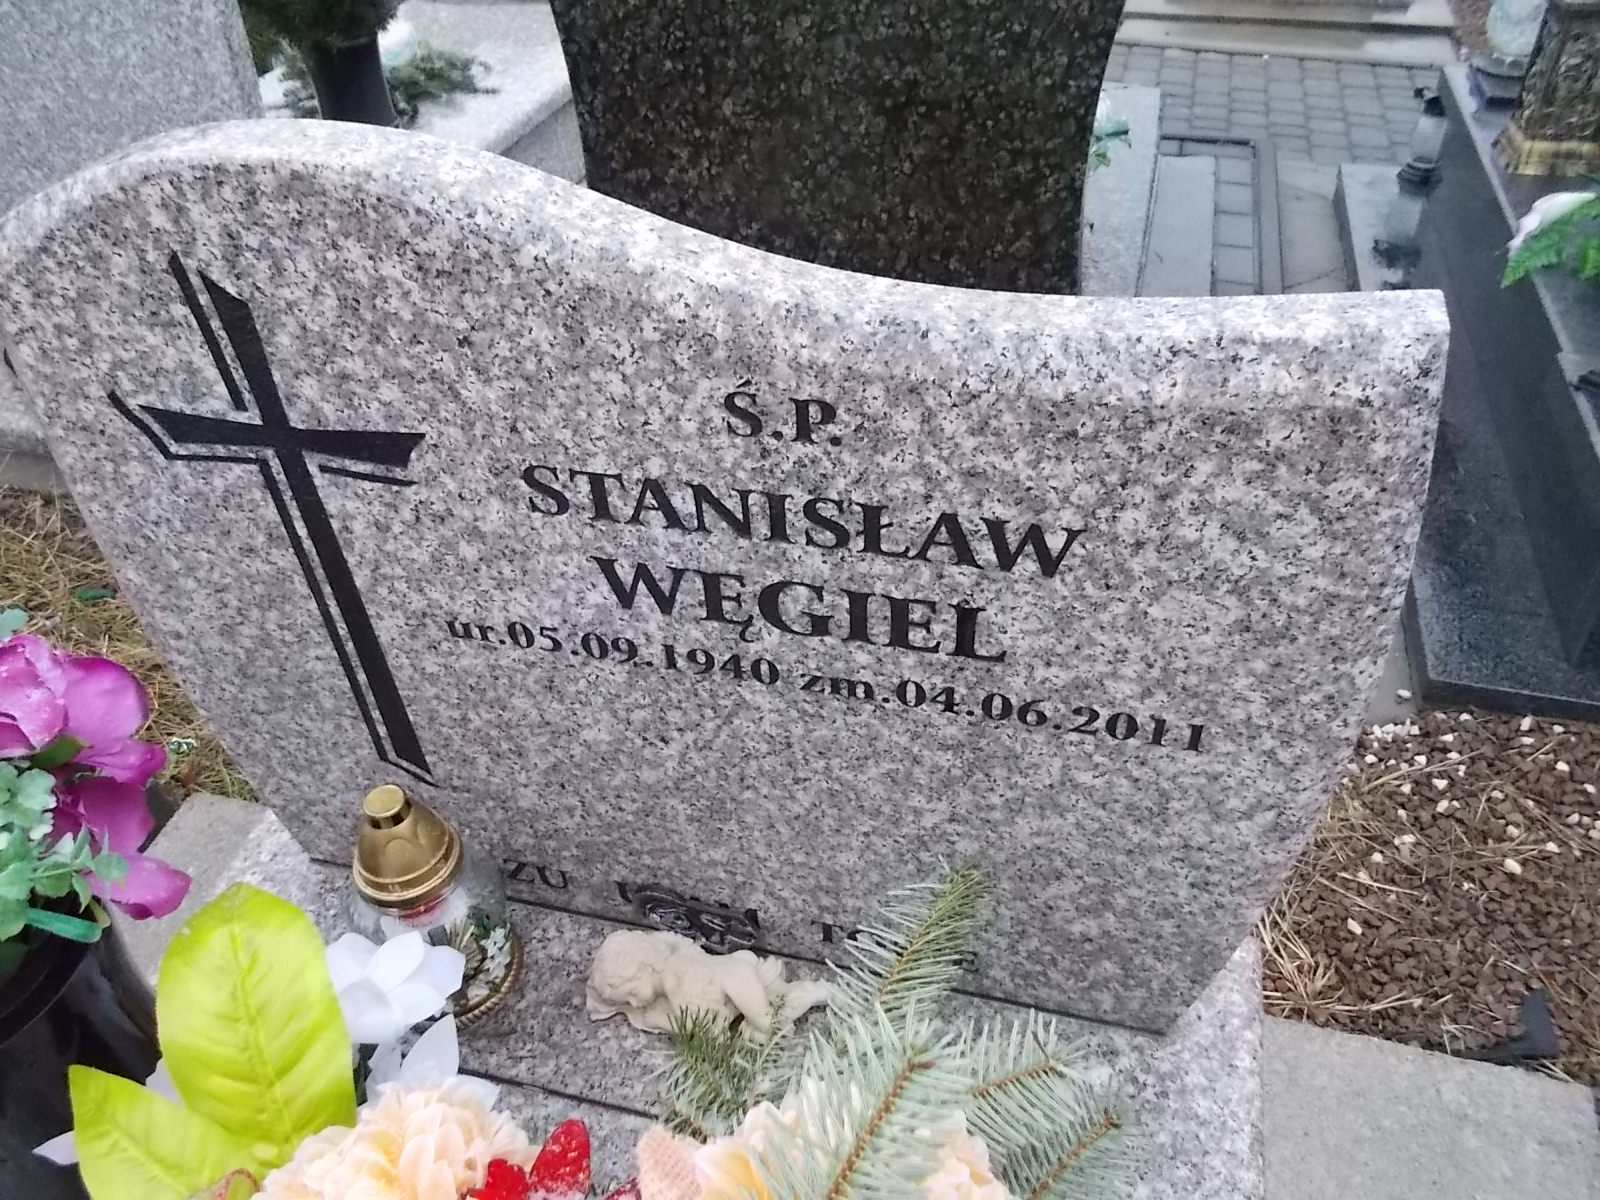 Ś.P.
STANISŁAW
WĘGIEL
ur.05.09.1940 zm.04.06.2011